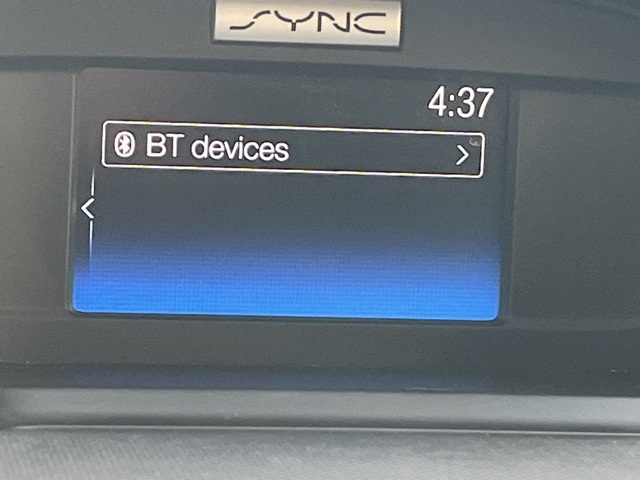 SYNC
4:37
BT devices